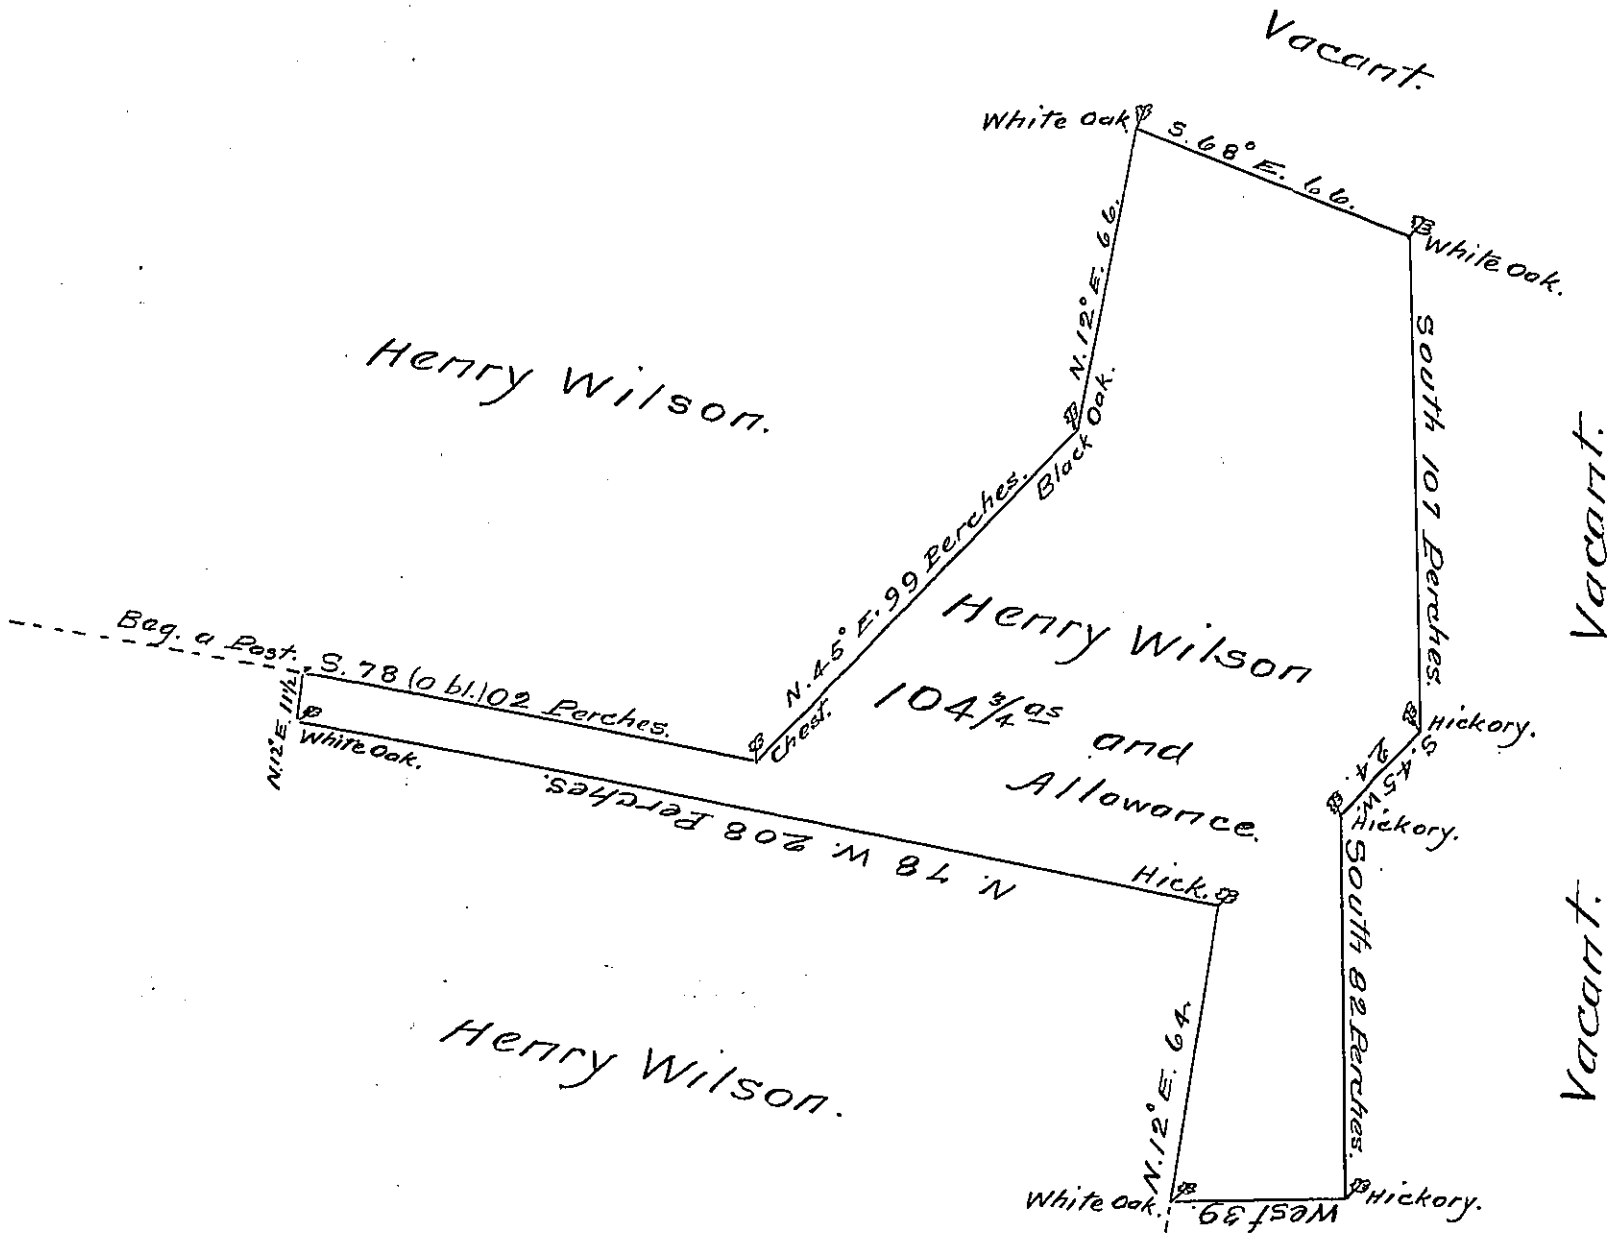 Vacant.
White Oak
S. 68° E. 66.
White Oak.
N. 12° E. 66.
South 107 Perches.
Henry Wilson.
Black Oak.
Vacant.
N. 45° E. 99 Perches.
Henry Wilson
104 3/4 as
and
Allowance.
Beg. a Post.
S. 78 (o bl.) 02 Perches.
Chest.
N. 12° E. 11½
White Oak.
N. 78 W. 208 Perches.
Hickory.
S. 45 W.
24.
Hickory.
Hick.
South 82 Perches.
Vacant.
Henry Wilson.
N. 12° E. 64.
White Oak.
West 39.
Hickory.